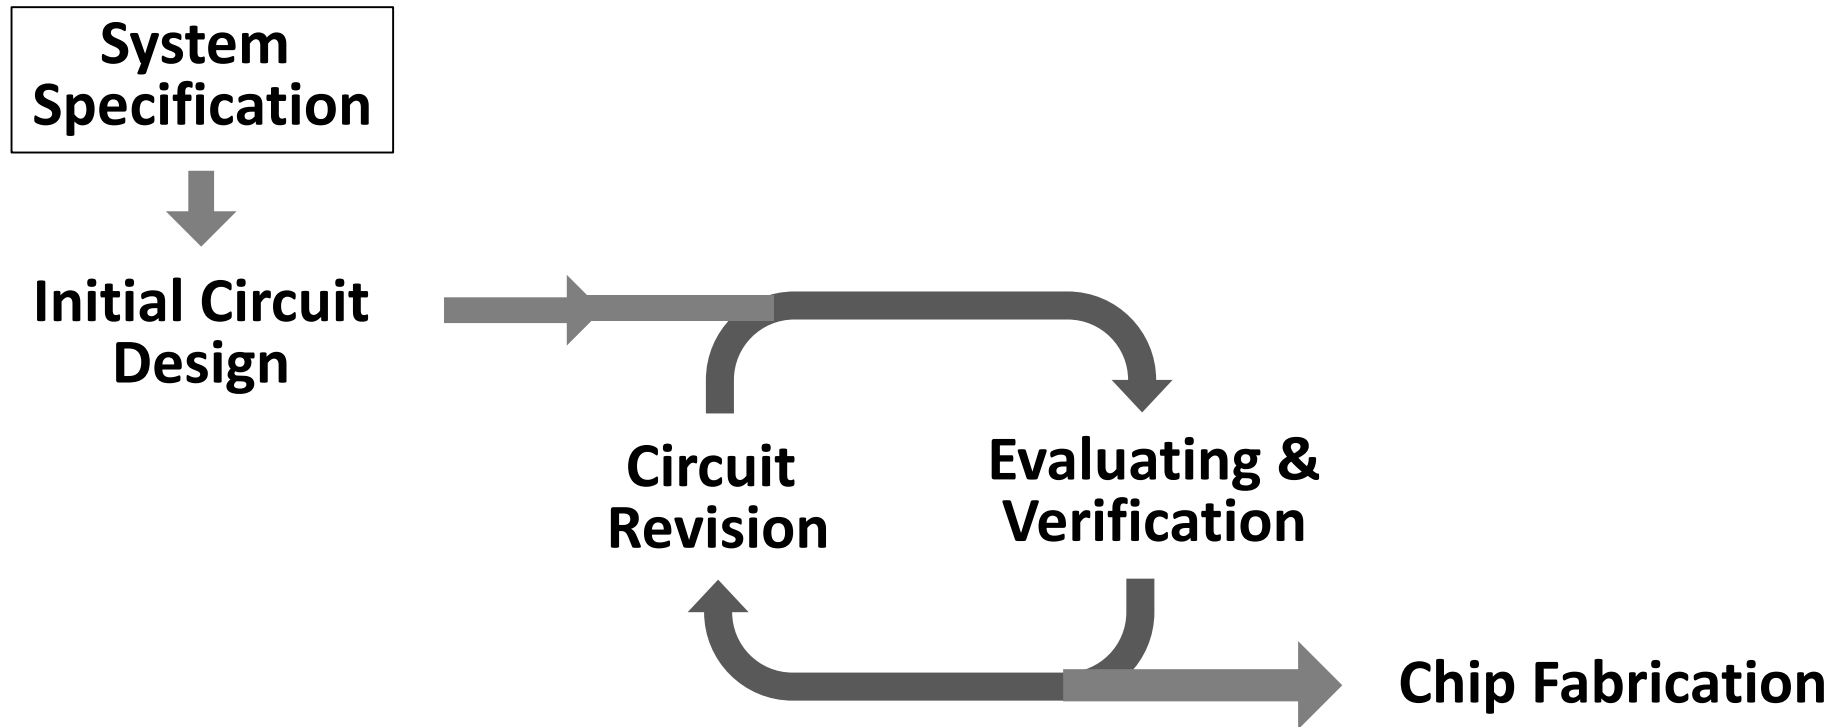 System
Specification
Initial Circuit
Design
Circuit
Revision
Evaluating &
Verification
Chip Fabrication